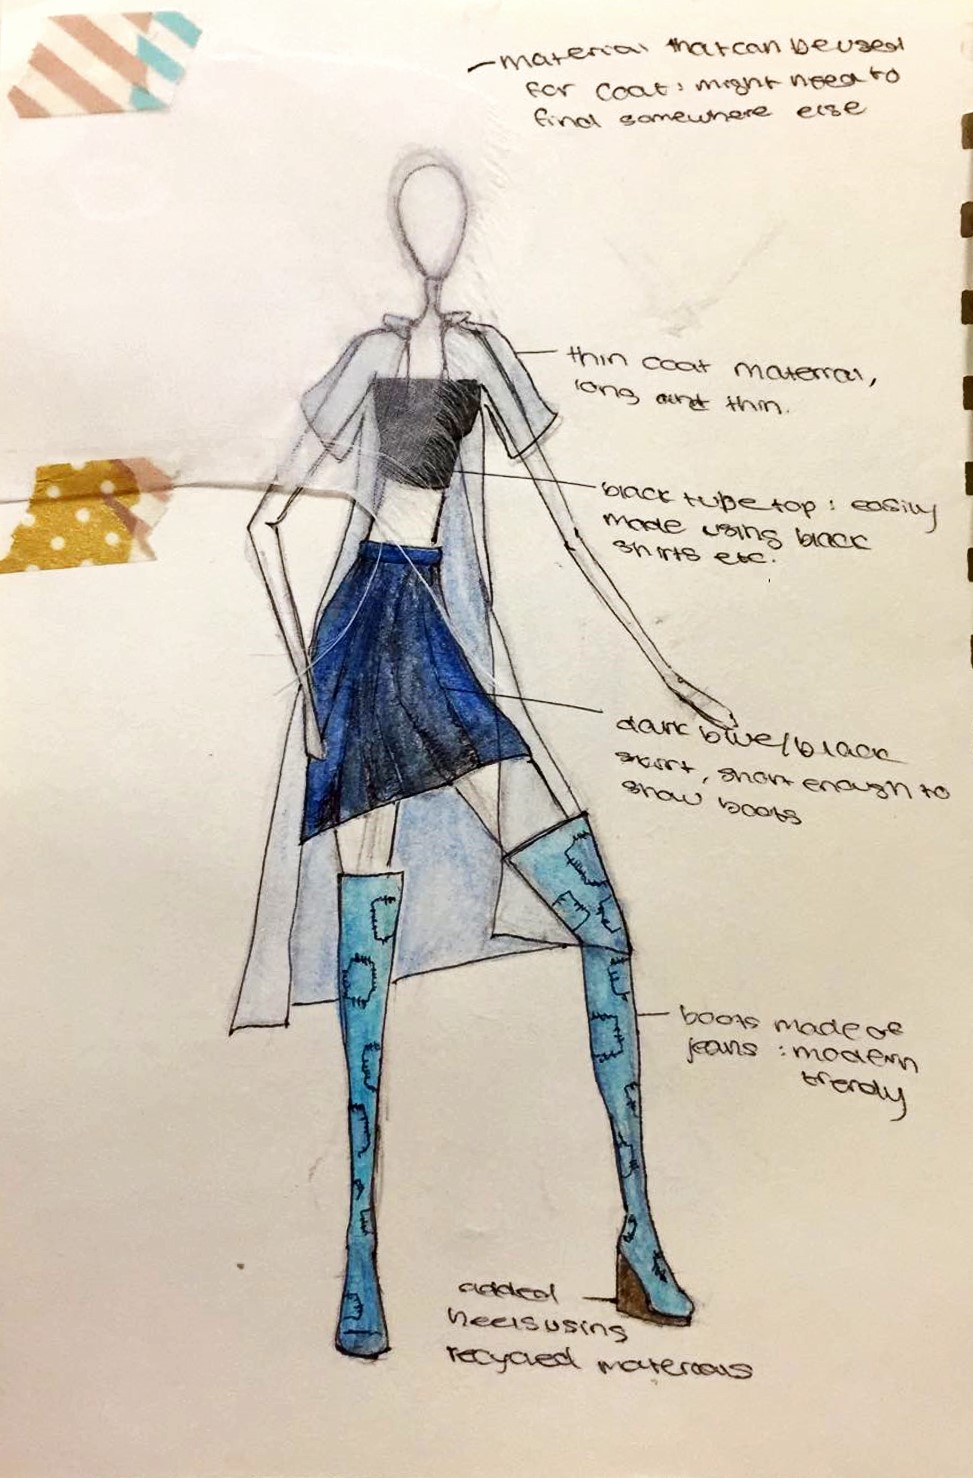 - material that can be used
for coat: might need to
find somewhere else
thin coat material,
long and thin.
black tube top : easily
made using black
shirts etc.
dark blue/black
skirt, short enough to
show boots
boots made of
jeans : modern
trendy
added
heels using
recycled materials